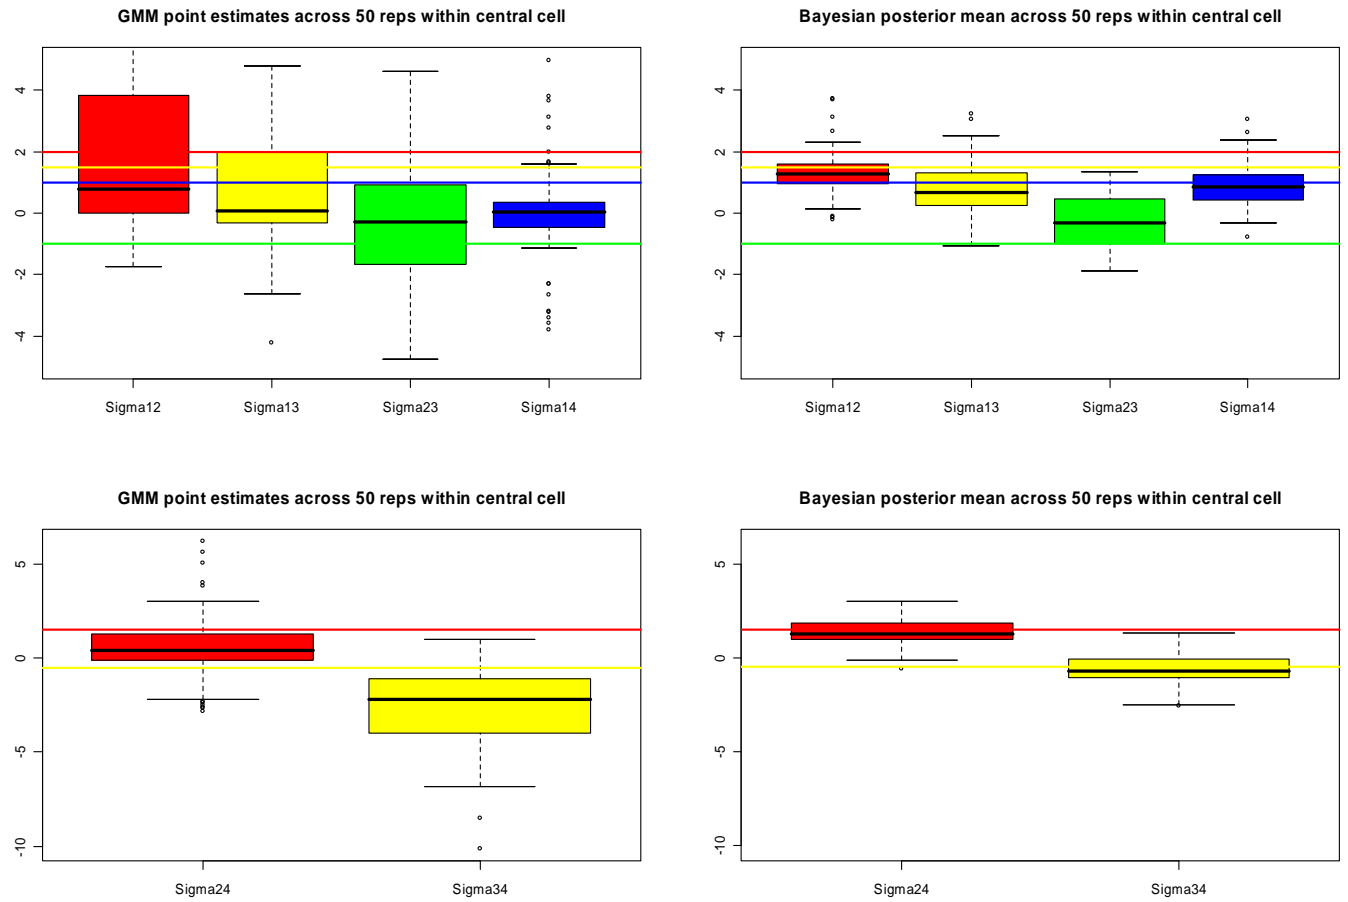 GMM point estimates across 50 reps within central cell
4
2
0
-2
-4
Sigma12 Sigma13 Sigma23 Sigma14
Bayesian posterior mean across 50 reps within central cell
4
2
0
-2
-4
Sigma12 Sigma13 Sigma23 Sigma14
GMM point estimates across 50 reps within central cell
5
0
-5
-10
Sigma24 Sigma34
Bayesian posterior mean across 50 reps within central cell
5
0
-5
-10
Sigma24 Sigma34